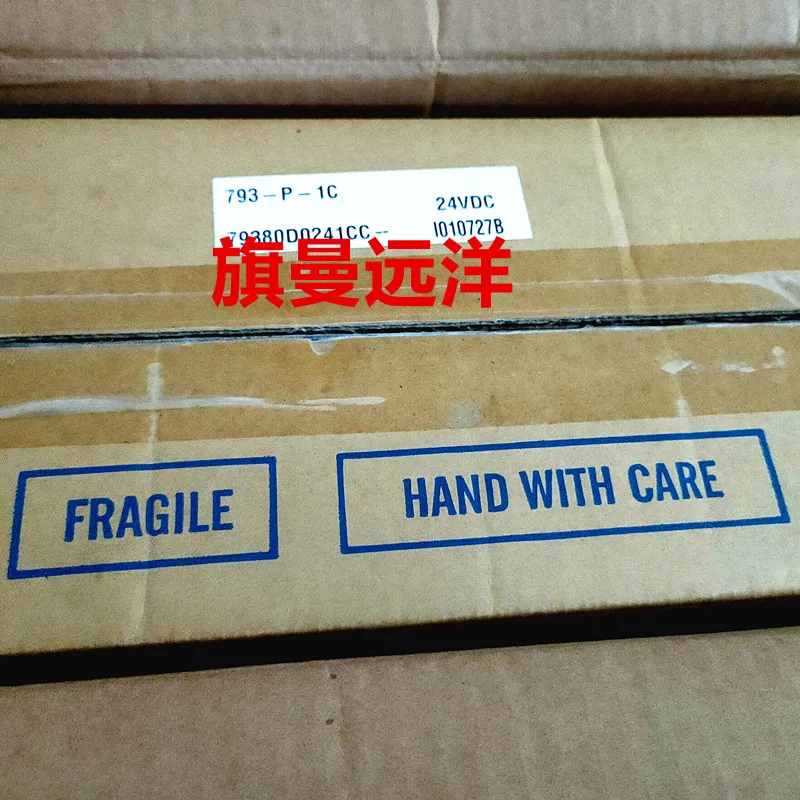 793-P-1C 24VDC
79380D0241CC-- I010727B
旗曼远洋
FRAGILE HAND WITH CARE